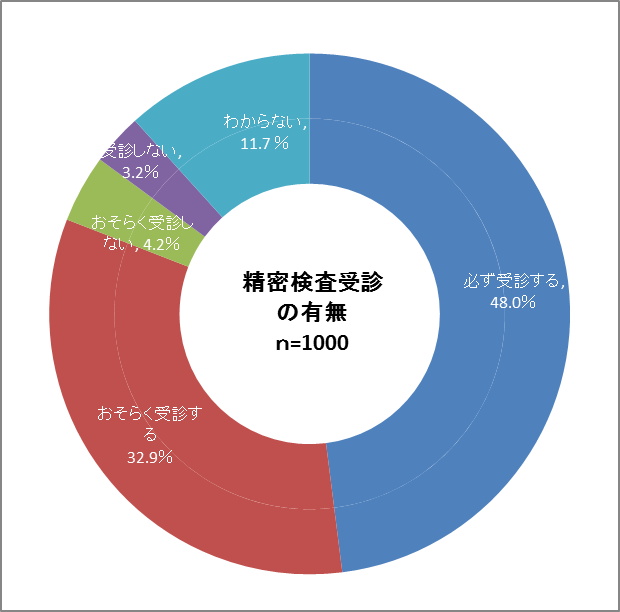 わからない,
11.7％
受診しない,
3.2％
おそらく受診し
ない, 4.2％
精密検査受診
の有無
n=1000
必ず受診する,
48.0％
おそらく受診す
る
32.9％